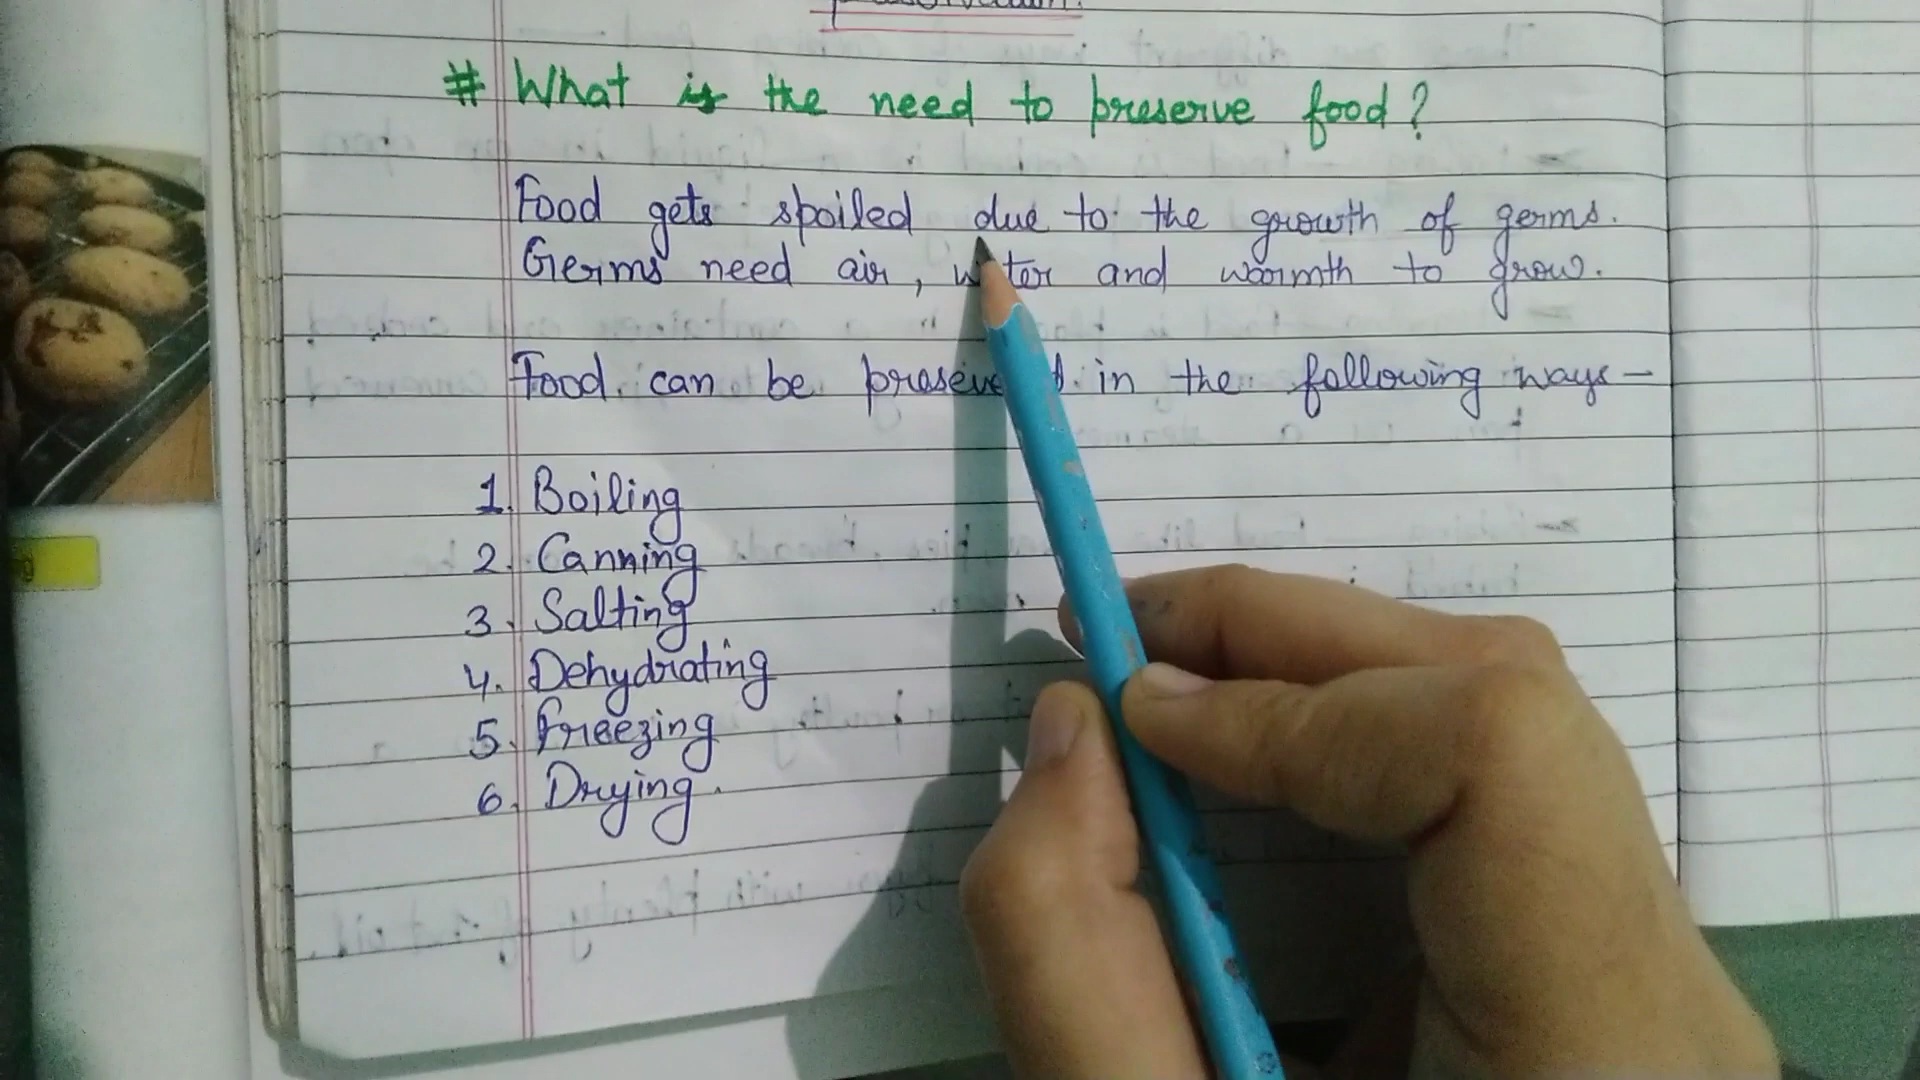 # What is the need to preserve food?
Food gets spoiled due to the growth of germs.
Germs need air, water and warmth to grow.
Food can be preseved in the following ways-
1. Boiling
2. Canning
3. Salting
4. Dehydrating
5. Freezing
6. Drying.